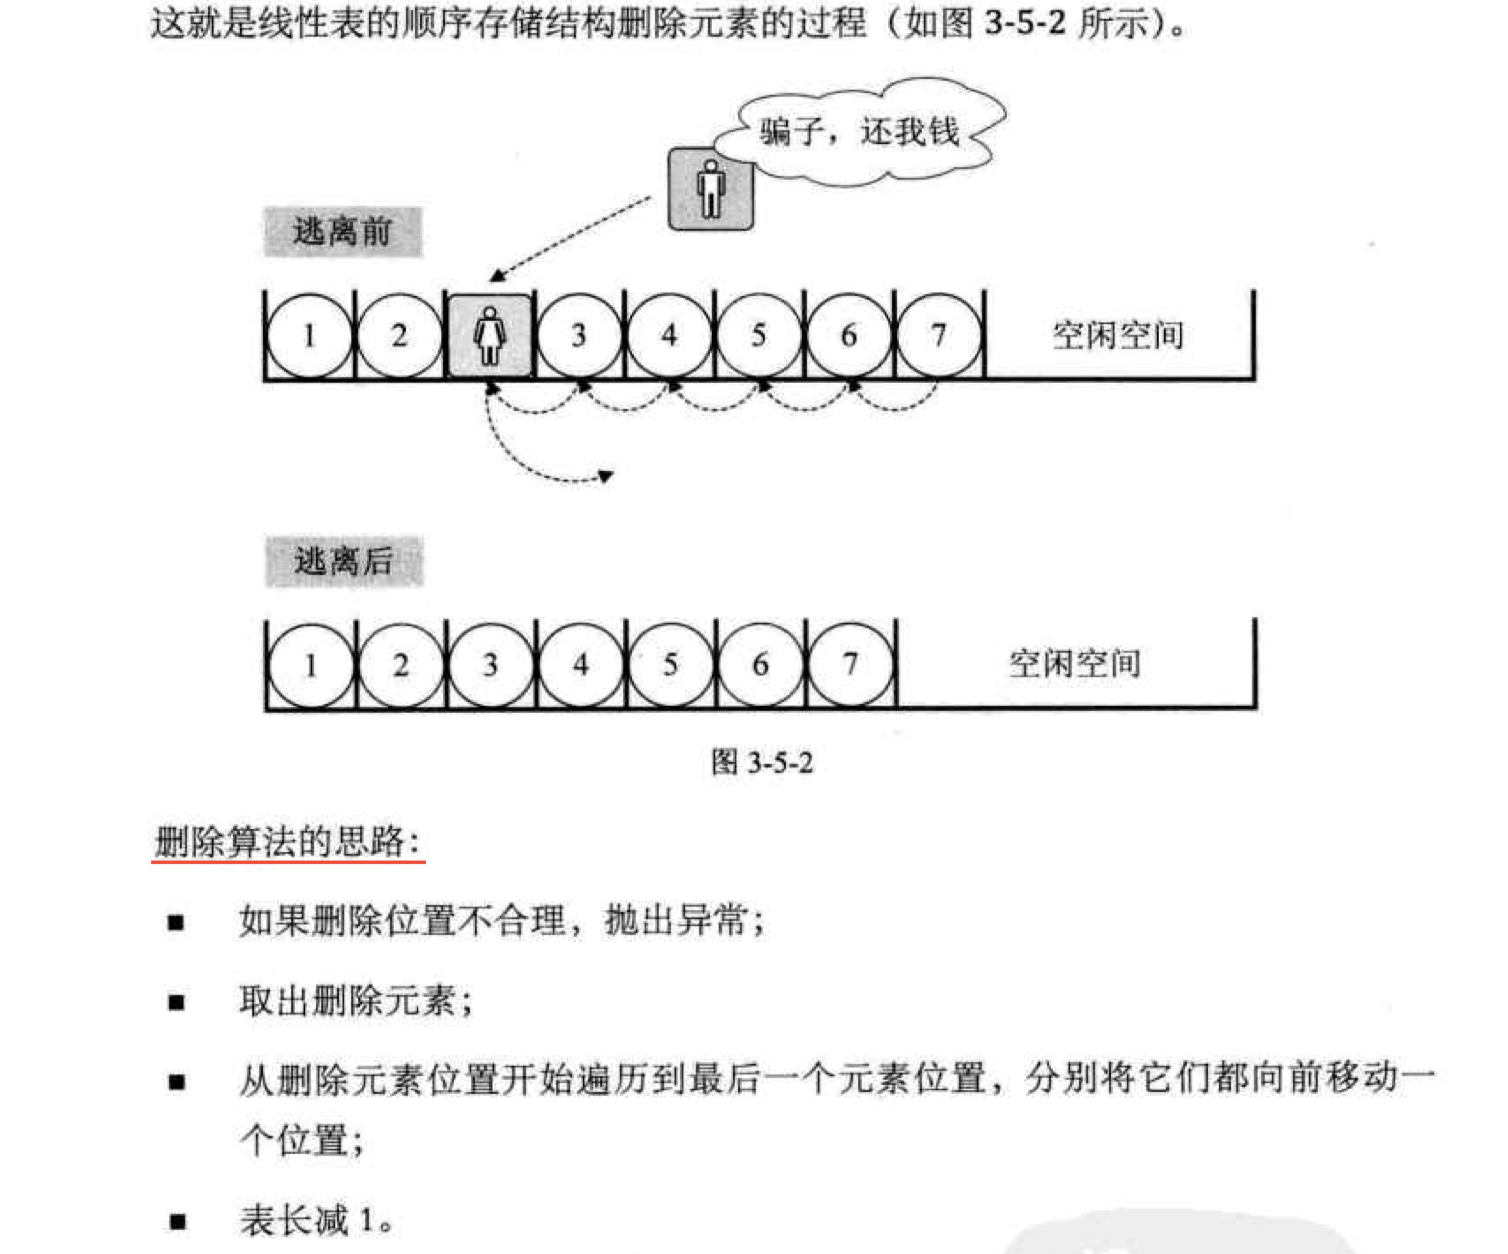 这就是线性表的顺序存储结构删除元素的过程（如图 3-5-2 所示）。
骗子，还我钱
逃离前
1 2 3 4 5 6 7 空闲空间
逃离后
1 2 3 4 5 6 7 空闲空间
图 3-5-2
删除算法的思路：
■ 如果删除位置不合理，抛出异常；
■ 取出删除元素；
■ 从删除元素位置开始遍历到最后一个元素位置，分别将它们都向前移动一
个位置；
■ 表长减 1。